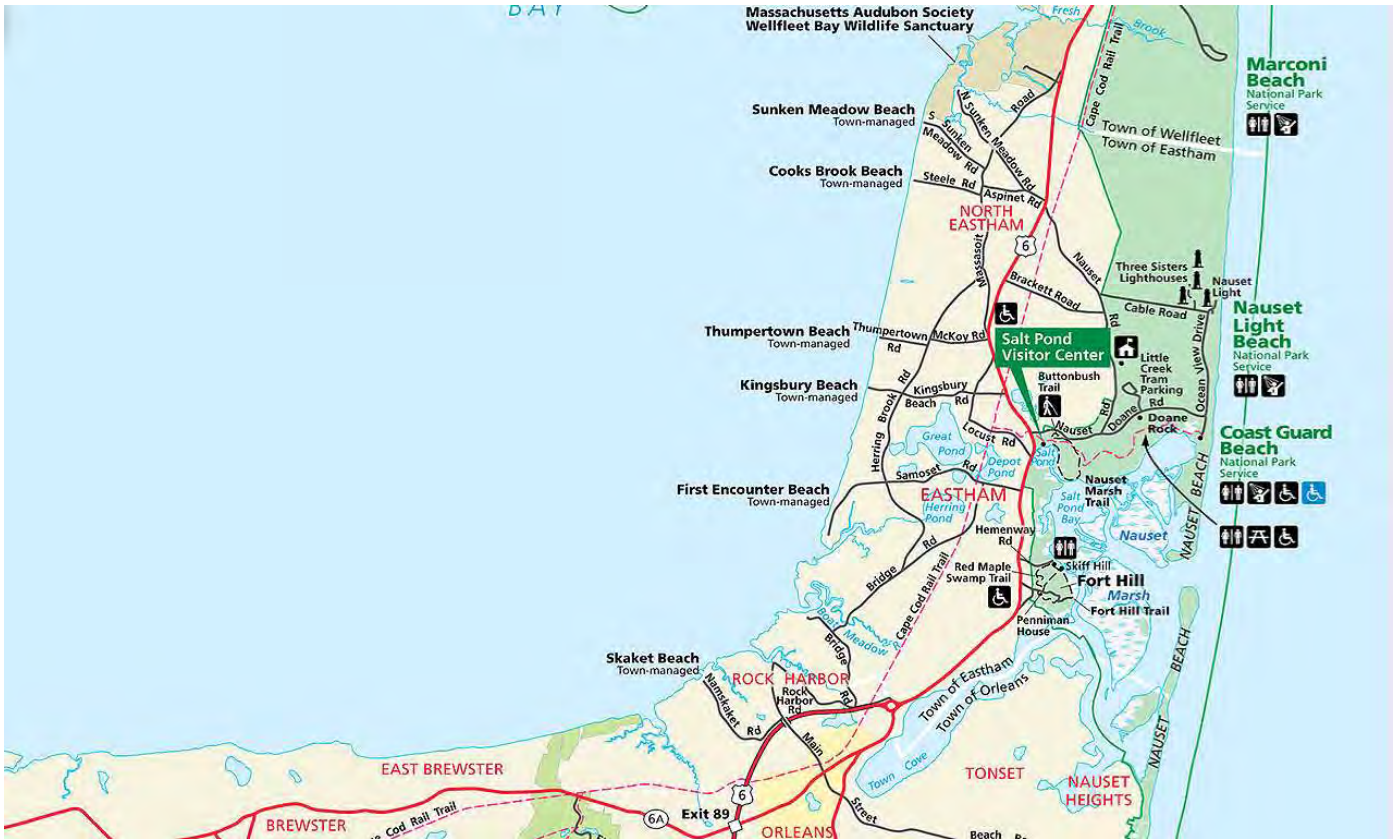 BAY
Massachusetts Audubon Society
Wellfleet Bay Wildlife Sanctuary
Fresh
Brook
Cape Cod Rail Trail
Marconi
Beach
National Park
Service
Sunken Meadow Beach
Town-managed
N Sunken Meadow Rd
Road
S Sunken
Meadow Rd
Town of Wellfleet
Town of Eastham
Cooks Brook Beach
Town-managed
Steele Rd
Aspinet Rd
NORTH
EASTHAM
6
Massasoit
Nauset
Rd
Three Sisters
Lighthouses
Nauset
Light
Brackett Road
Cable Road
Ocean View Drive
Nauset
Light
Beach
National Park
Service
Thumpertown Beach
Town-managed
Thumpertown
Rd
McKoy Rd
Salt Pond
Visitor Center
Little
Creek
Tram
Parking
Buttonbush
Trail
Kingsbury Beach
Town-managed
Kingsbury
Beach Rd
Herring Brook Rd
Locust Rd
Nauset Rd
Doane Rd
Doane
Rock
Coast Guard
Beach
National Park
Service
Great
Pond
Depot
Pond
Salt
Pond
Samoset Rd
First Encounter Beach
Town-managed
EASTHAM
Herring
Pond
Nauset
Marsh
Trail
Salt
Pond
Bay
NAUSET BEACH
Nauset
Marsh
Hemenway
Rd
Skiff Hill
Red Maple
Swamp Trail
Fort Hill
Fort Hill Trail
Penniman
House
Bridge Rd
Cape Cod Rail Trail
Boat Meadow
Bridge
Rd
Skaket Beach
Town-managed
ROCK HARBOR
Rock
Harbor
Rd
Namskaket
Rd
Town of Eastham
Town of Orleans
NAUSET BEACH
Main
Street
Town Cove
TONSET
NAUSET
HEIGHTS
EAST BREWSTER
6
Cod Rail Trail
BREWSTER
6A
Exit 89
ORLEANS
Beach